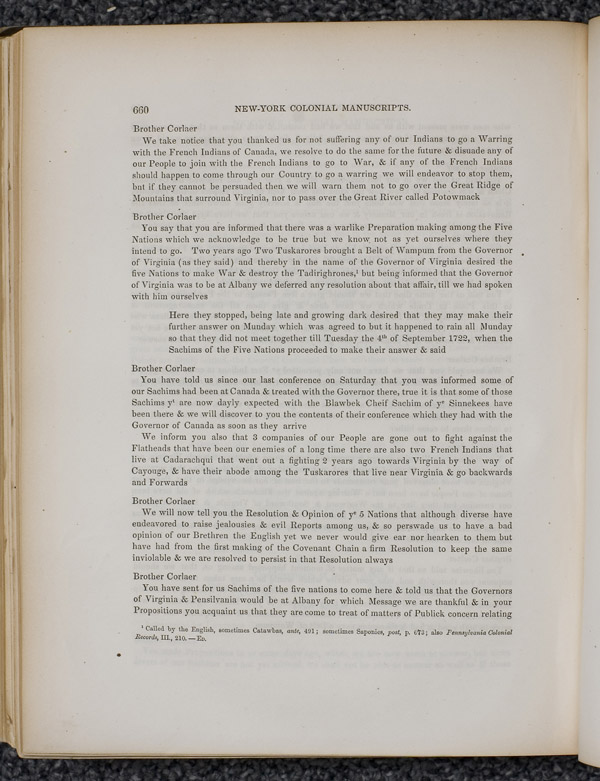 660 NEW-YORK COLONIAL MANUSCRIPTS.
Brother Corlaer
We take notice that you thanked us for not suffering any of our Indians to go a Warring
with the French Indians of Canada, we resolve to do the same for the future & disuade any of
our People to join with the French Indians to go to War, & if any of the French Indians
should happen to come through our Country to go a warring we will endeavor to stop them,
but if they cannot be persuaded then we will warn them not to go over the Great Ridge of
Mountains that surround Virginia, nor to pass over the Great River called Potowmack
Brother Corlaer
You say that you are informed that there was a warlike Preparation making among the Five
Nations which we acknowledge to be true but we know not as yet ourselves where they
intend to go. Two years ago Two Tuskarores brought a Belt of Wampum from the Governor
of Virginia (as they said) and thereby in the name of the Governor of Virginia desired the
five Nations to make War & destroy the Tadirighrones,¹ but being informed that the Governor
of Virginia was to be at Albany we deferred any resolution about that affair, till we had spoken
with him ourselves
Here they stopped, being late and growing dark desired that they may make their
further answer on Monday which was agreed to but it happened to rain all Munday
so that they did not meet together till Tuesday the 4th of September 1722, when the
Sachims of the Five Nations proceeded to make their answer & said
Brother Corlaer
You have told us since our last conference on Saturday that you was informed some of
our Sachims had been at Canada & treated with the Governor there, true it is that some of those
Sachims yt are now dayly expected with the Blawbek Cheif Sachim of ye Sinnekees have
been there & we will discover to you the contents of their conference which they had with the
Governor of Canada as soon as they arrive
We inform you also that 3 companies of our People are gone out to fight against the
Flatheads that have been our enemies of a long time there are also two French Indians that
live at Cadarachqui that went out a fighting 2 years ago towards Virginia by the way of
Cayouge, & have their abode among the Tuskarores that live near Virginia & go backwards
and Forwards
Brother Corlaer
We will now tell you the Resolution & Opinion of ye 5 Nations that although diverse have
endeavored to raise jealousies & evil Reports among us, & so perswade us to have a bad
opinion of our Brethren the English yet we never would give ear nor hearken to them but
have had from the first making of the Covenant Chain a firm Resolution to keep the same
inviolable & we are resolved to persist in that Resolution always
Brother Corlaer
You have sent for us Sachims of the five nations to come here & told us that the Governors
of Virginia & Pensilvania would be at Albany for which Message we are thankful & in your
Propositions you acquaint us that they are come to treat of matters of Publick concern relating
¹ Called by the English, sometimes Catawbas, ante, 491; sometimes Saponies, post, p. 673; also Pennsylvania Colonial
Records, III., 210. — ED.